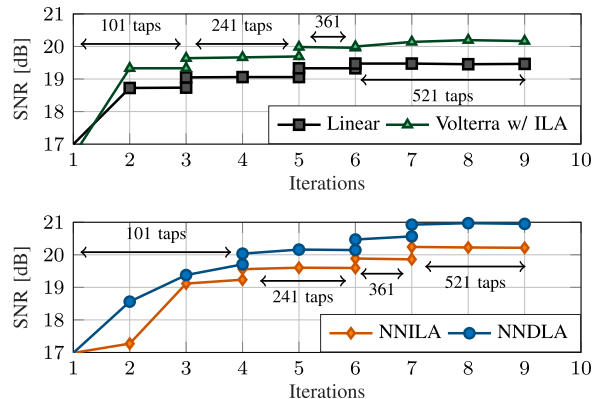 21
101 taps
241 taps
361
20
19
521 taps
18
Linear
Volterra w/ ILA
17
SNR [dB]
1 2 3 4 5 6 7 8 9 10
Iterations
21
101 taps
20
241 taps
361
521 taps
19
18
NNILA
NNDLA
17
SNR [dB]
1 2 3 4 5 6 7 8 9 10
Iterations